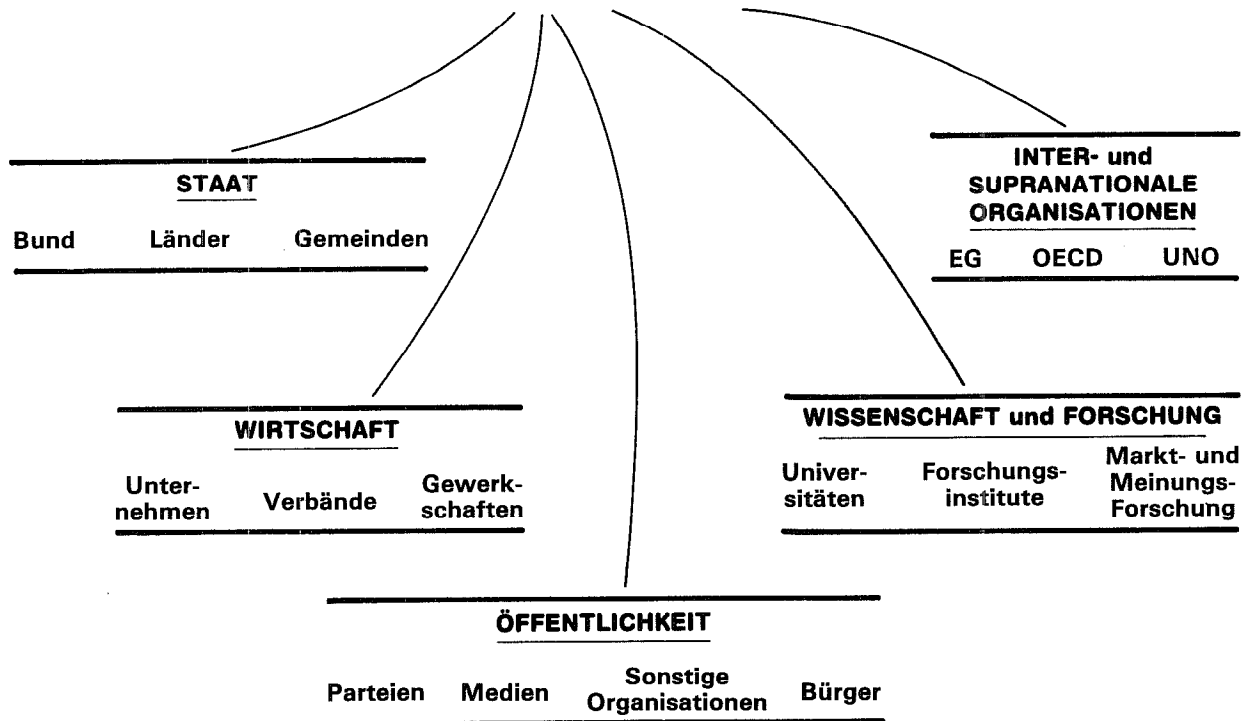 STAAT
Bund Länder Gemeinden
INTER- und
SUPRANATIONALE
ORGANISATIONEN
EG OECD UNO
WIRTSCHAFT
Unter-
nehmen
Verbände
Gewerk-
schaften
WISSENSCHAFT und FORSCHUNG
Univer-
sitäten
Forschungs-
institute
Markt- und
Meinungs-
Forschung
ÖFFENTLICHKEIT
Parteien
Medien
Sonstige
Organisationen
Bürger